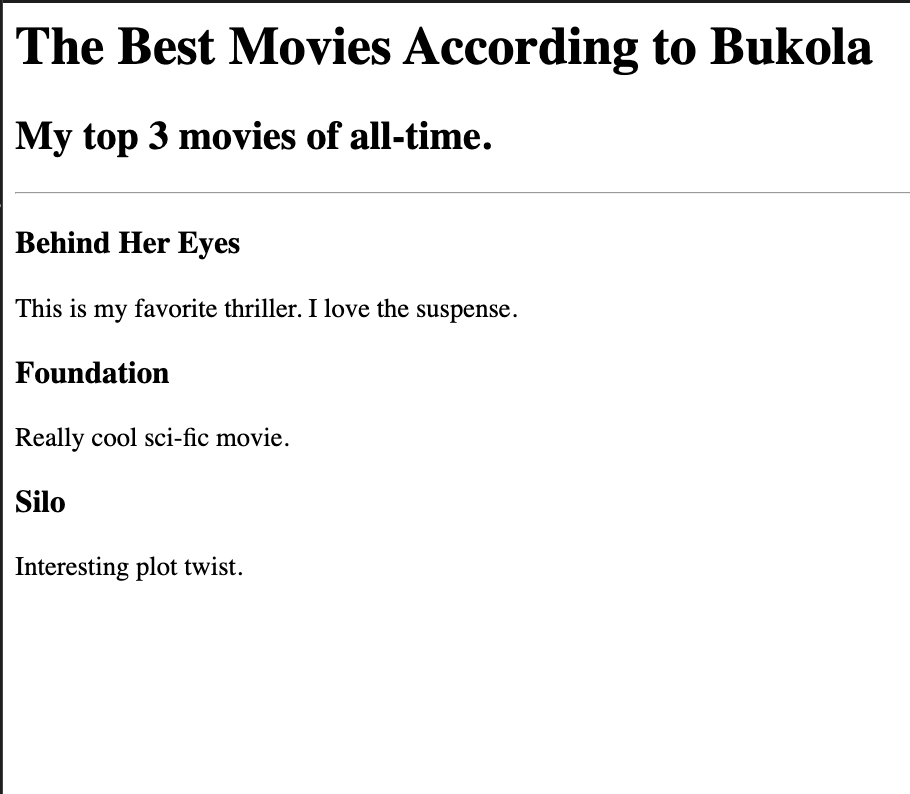 The Best Movies According to Bukola
My top 3 movies of all-time.
Behind Her Eyes
This is my favorite thriller. I love the suspense.
Foundation
Really cool sci-fic movie.
Silo
Interesting plot twist.